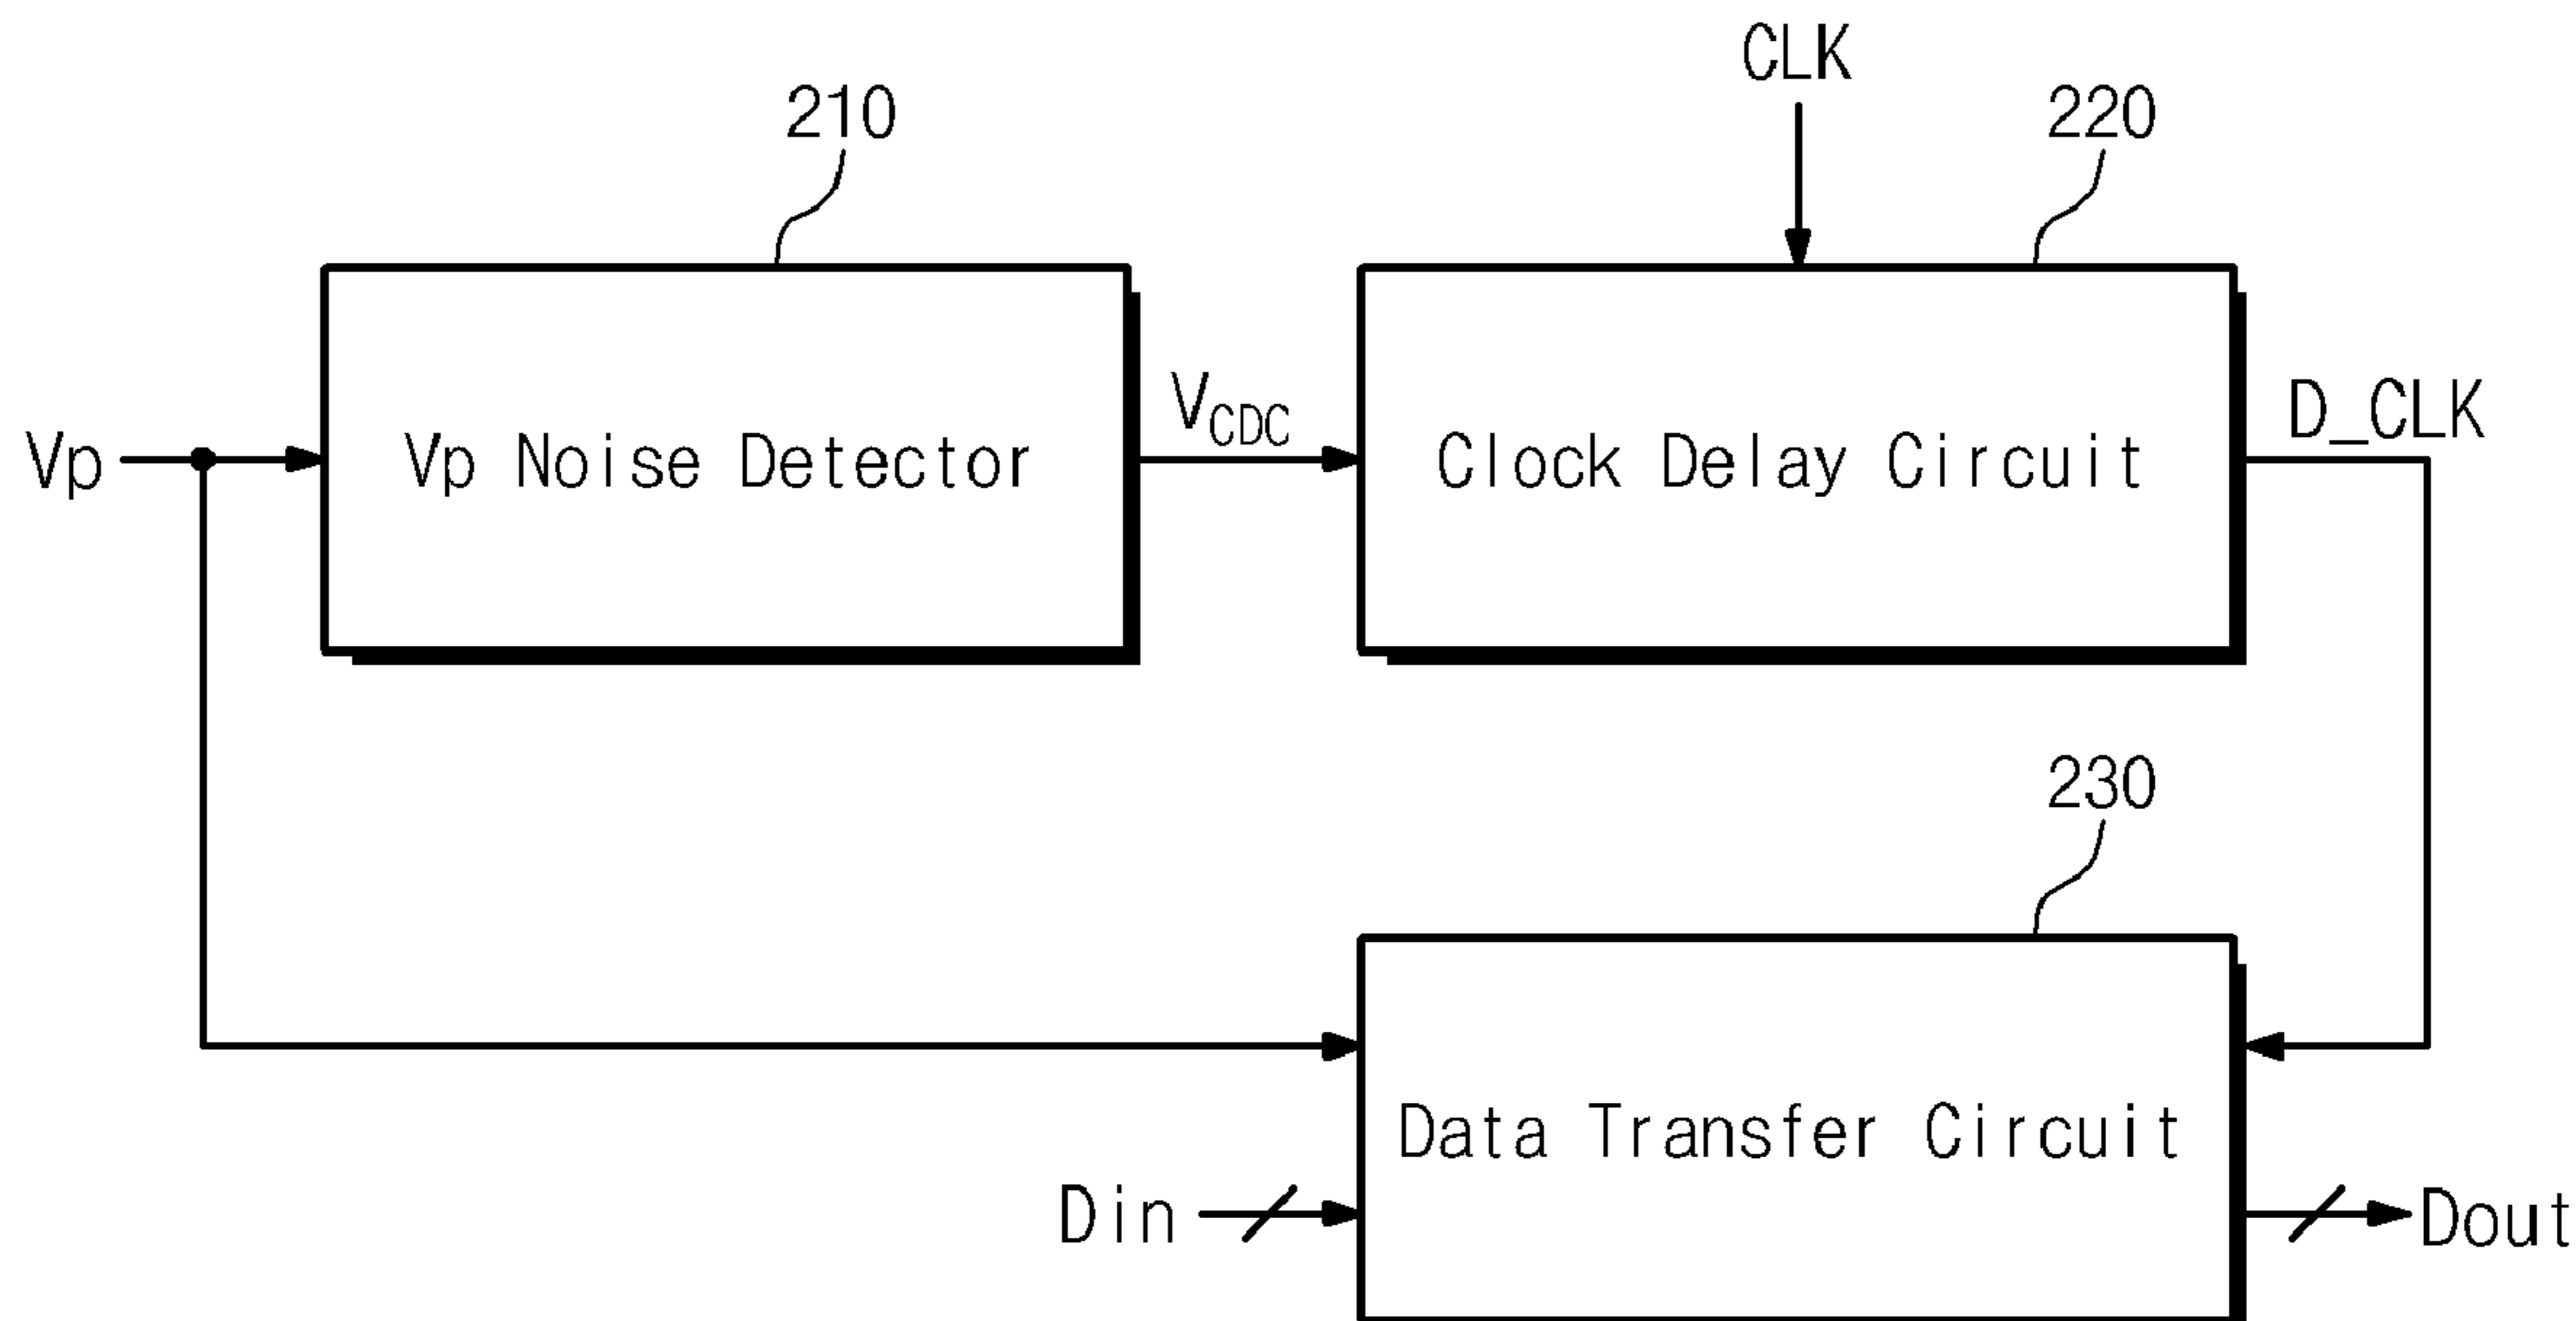 CLK
210
220
Vp
Vp Noise Detector
VCDC
Clock Delay Circuit
D_CLK
230
Data Transfer Circuit
Din
Dout